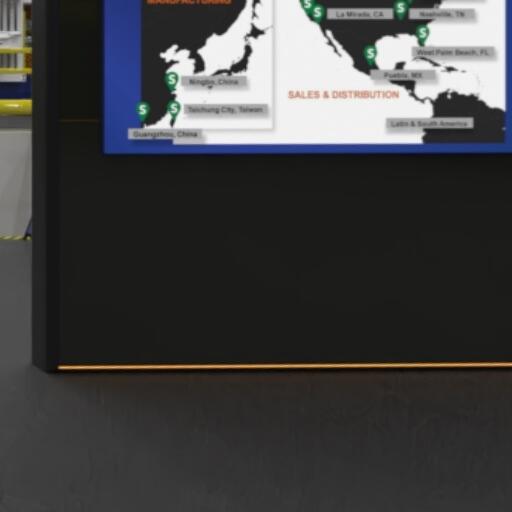 MANUFACTURING
La Mirada, CA
Nashville, TN
West Palm Beach, FL
Puebla, MX
Ningbo, China
SALES & DISTRIBUTION
Taichung City, Taiwan
Latin & South America
Guangzhou, China